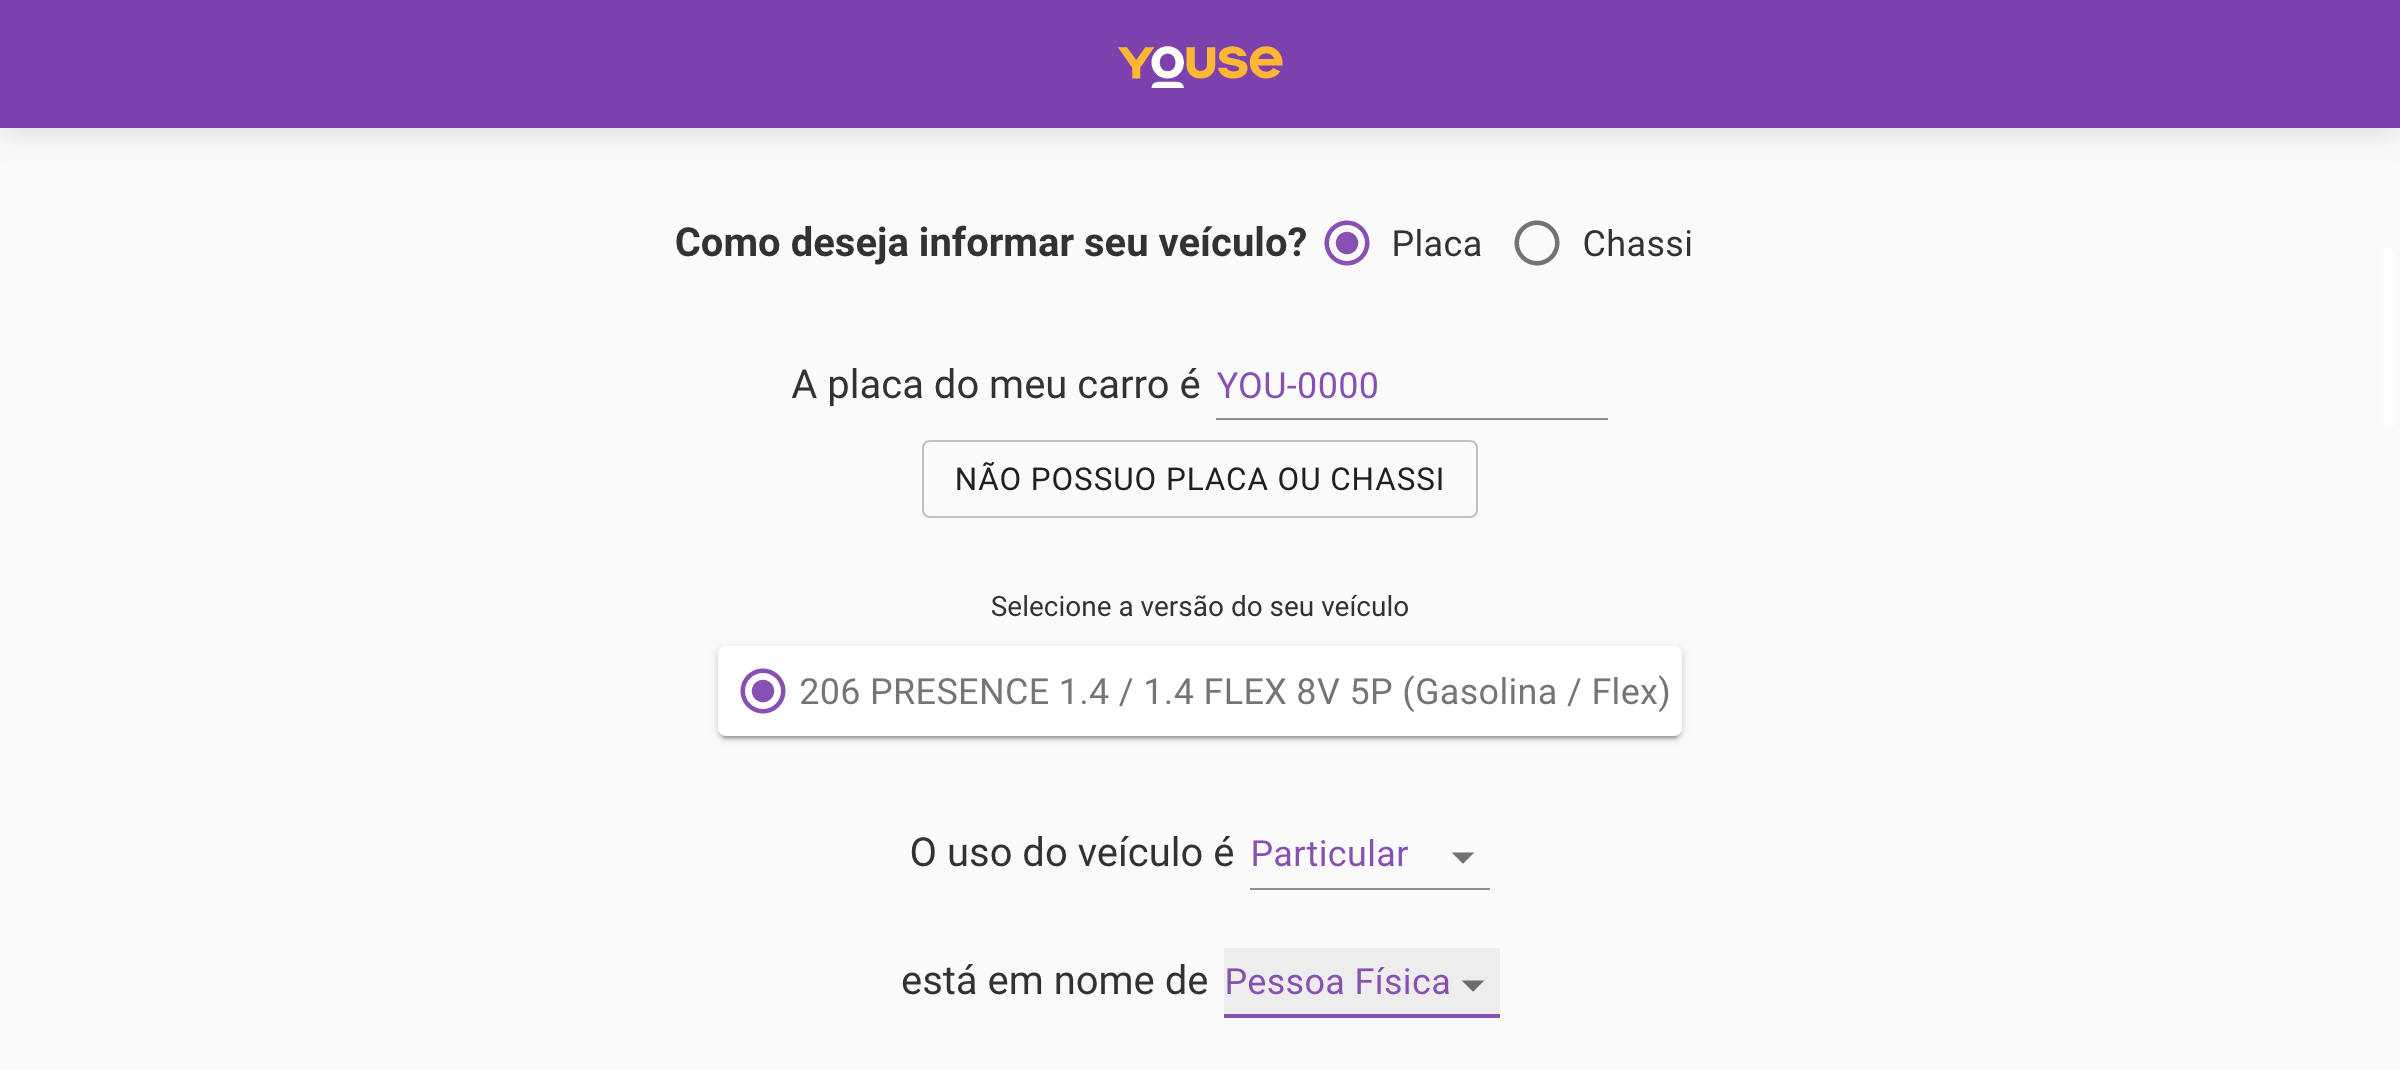 Youse
Como deseja informar seu veículo? Placa Chassi
A placa do meu carro é YOU-0000
NÃO POSSUO PLACA OU CHASSI
Selecione a versão do seu veículo
206 PRESENCE 1.4 / 1.4 FLEX 8V 5P (Gasolina / Flex)
O uso do veículo é Particular
está em nome de Pessoa Física